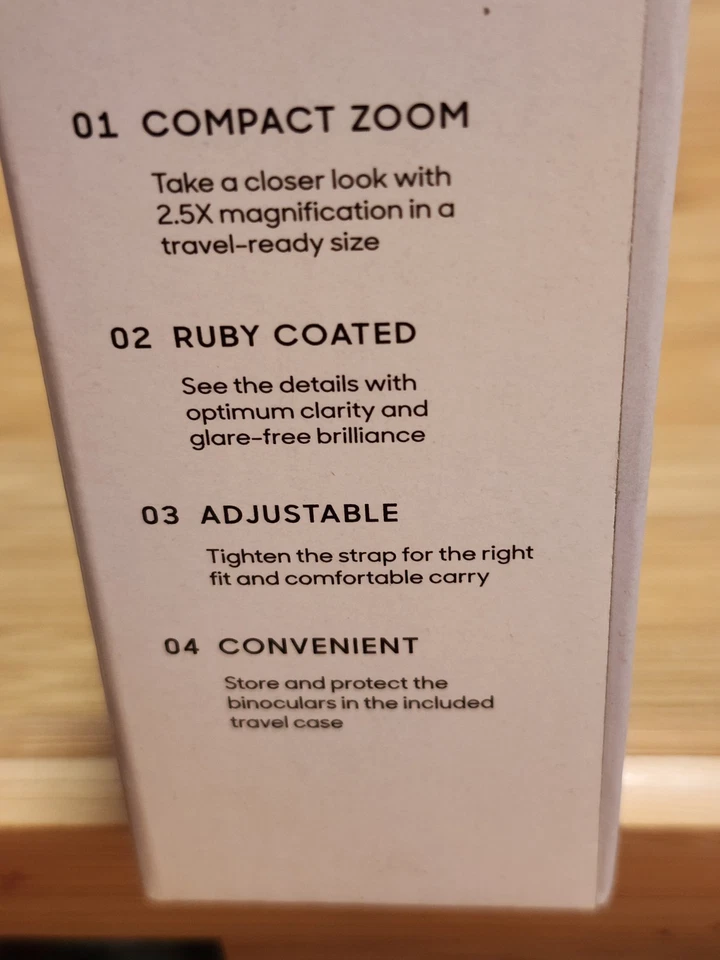 01 COMPACT ZOOM
Take a closer look with
2.5X magnification in a
travel-ready size
02 RUBY COATED
See the details with
optimum clarity and
glare-free brilliance
03 ADJUSTABLE
Tighten the strap for the right
fit and comfortable carry
04 CONVENIENT
Store and protect the
binoculars in the included
travel case